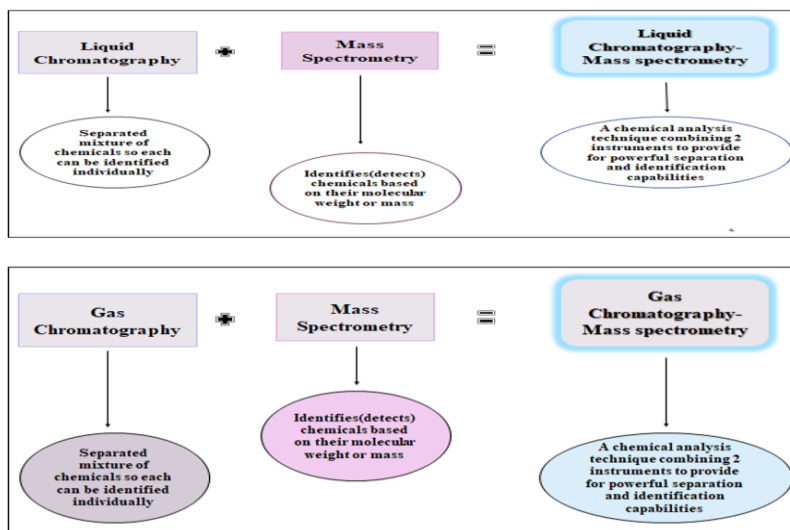 Liquid
Chromatography
+
Mass
Spectrometry
=
Liquid
Chromatography-
Mass spectrometry
Separated
mixture of
chemicals so each
can be identified
individually
Identifies(detects)
chemicals based
on their molecular
weight or mass
A chemical analysis
technique combining 2
instruments to provide
for powerful separation
and identification
capabilities
Gas
Chromatography
+
Mass
Spectrometry
=
Gas
Chromatography-
Mass spectrometry
Separated
mixture of
chemicals so each
can be identified
individually
Identifies(detects)
chemicals based
on their molecular
weight or mass
A chemical analysis
technique combining 2
instruments to provide
for powerful separation
and identification
capabilities